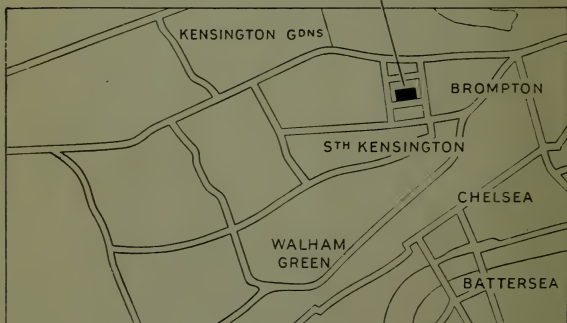 KENSINGTON GDNS
BROMPTON
STH KENSINGTON
CHELSEA
WALHAM
GREEN
BATTERSEA